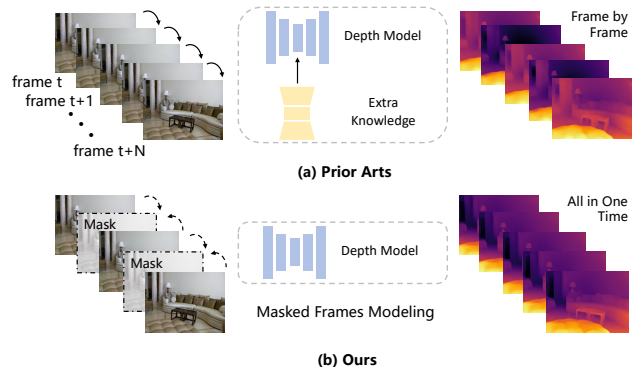 frame t
frame t+1
frame t+N
Depth Model
Extra
Knowledge
Frame by
Frame
(a) Prior Arts
Mask
Mask
Depth Model
Masked Frames Modeling
All in One
Time
(b) Ours